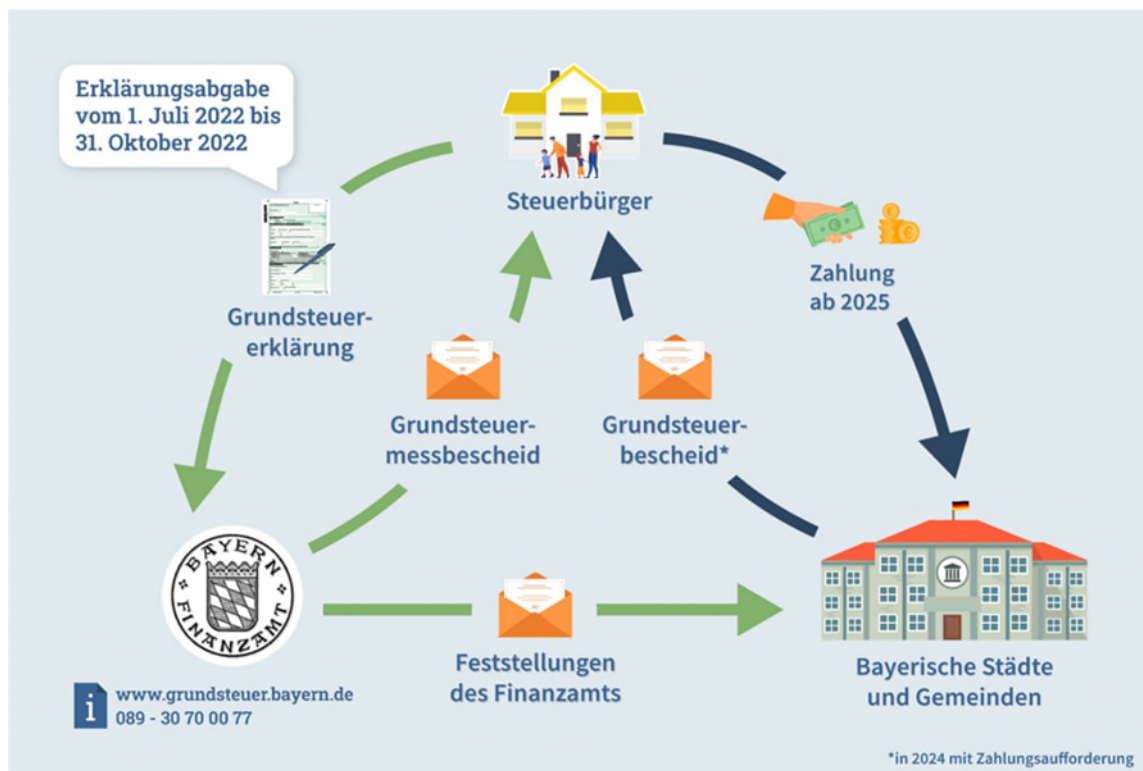 Erklärungsabgabe
vom 1. Juli 2022 bis
31. Oktober 2022
Steuerbürger
Grundsteuer-
erklärung
Zahlung
ab 2025
Grundsteuer-
messbescheid
Grundsteuer-
bescheid*
BAYERN
FINANZAMT
Feststellungen
des Finanzamts
Bayerische Städte
und Gemeinden
i
www.grundsteuer.bayern.de
089 - 30 70 00 77
*in 2024 mit Zahlungsaufforderung